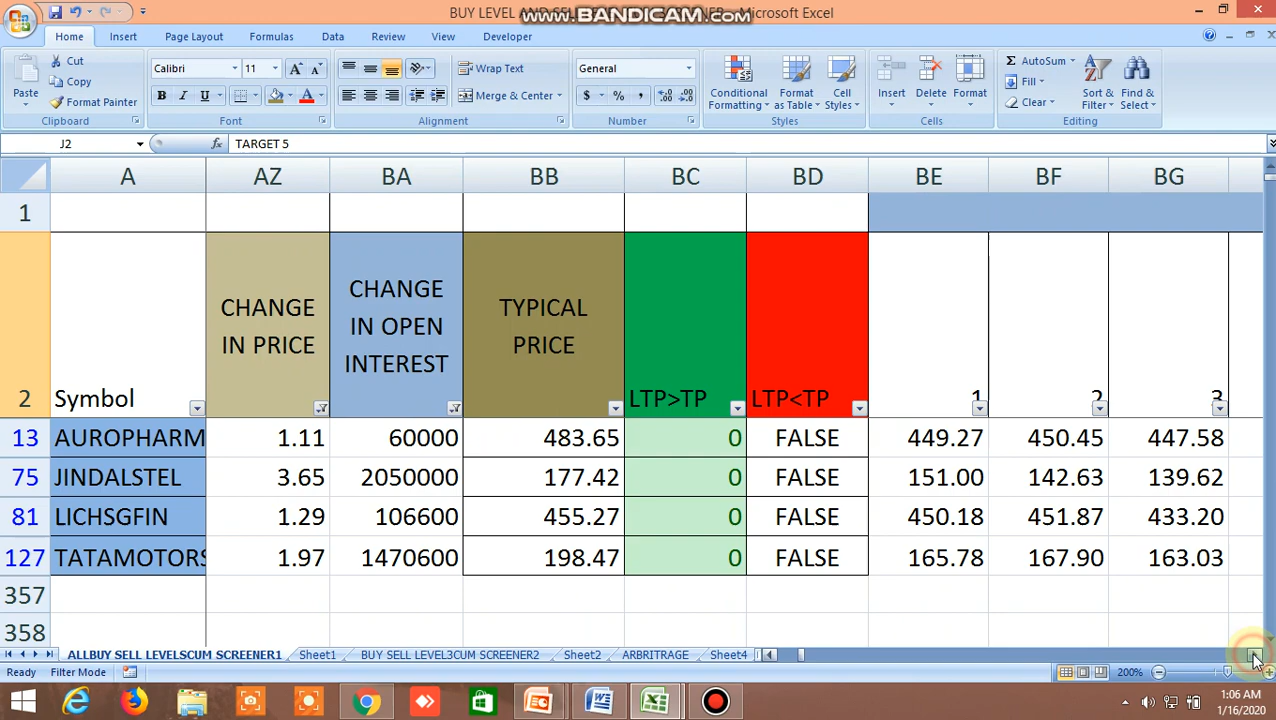 BUY LEVEL AND SEL
www.BANDICAM.com
NER - Microsoft Excel
Home Insert Page Layout Formulas Data Review View Developer
Paste
Cut
Copy
Format Painter
Clipboard
Calibri 11
B I U
Font
Wrap Text
Merge & Center
Alignment
General
$ % ,
Number
Conditional Formatting
Format as Table
Cell Styles
Styles
Insert Delete Format
Cells
Σ AutoSum
Fill
Clear
Sort & Filter
Find & Select
Editing
J2 fx TARGET 5
A AZ BA BB BC BD BE BF BG
1
2 Symbol CHANGE IN PRICE CHANGE IN OPEN INTEREST TYPICAL PRICE LTP>TP LTP<TP 1 2 3
13 AUROPHARM 1.11 60000 483.65 0 FALSE 449.27 450.45 447.58
75 JINDALSTEL 3.65 2050000 177.42 0 FALSE 151.00 142.63 139.62
81 LICHSGFIN 1.29 106600 455.27 0 FALSE 450.18 451.87 433.20
127 TATAMOTORS 1.97 1470600 198.47 0 FALSE 165.78 167.90 163.03
357
358
ALLBUY SELL LEVELSCUM SCREENER1 Sheet1 BUY SELL LEVEL3CUM SCREENER2 Sheet2 ARBITRAGE Sheet4
Ready Filter Mode 200%
1:06 AM
1/16/2020